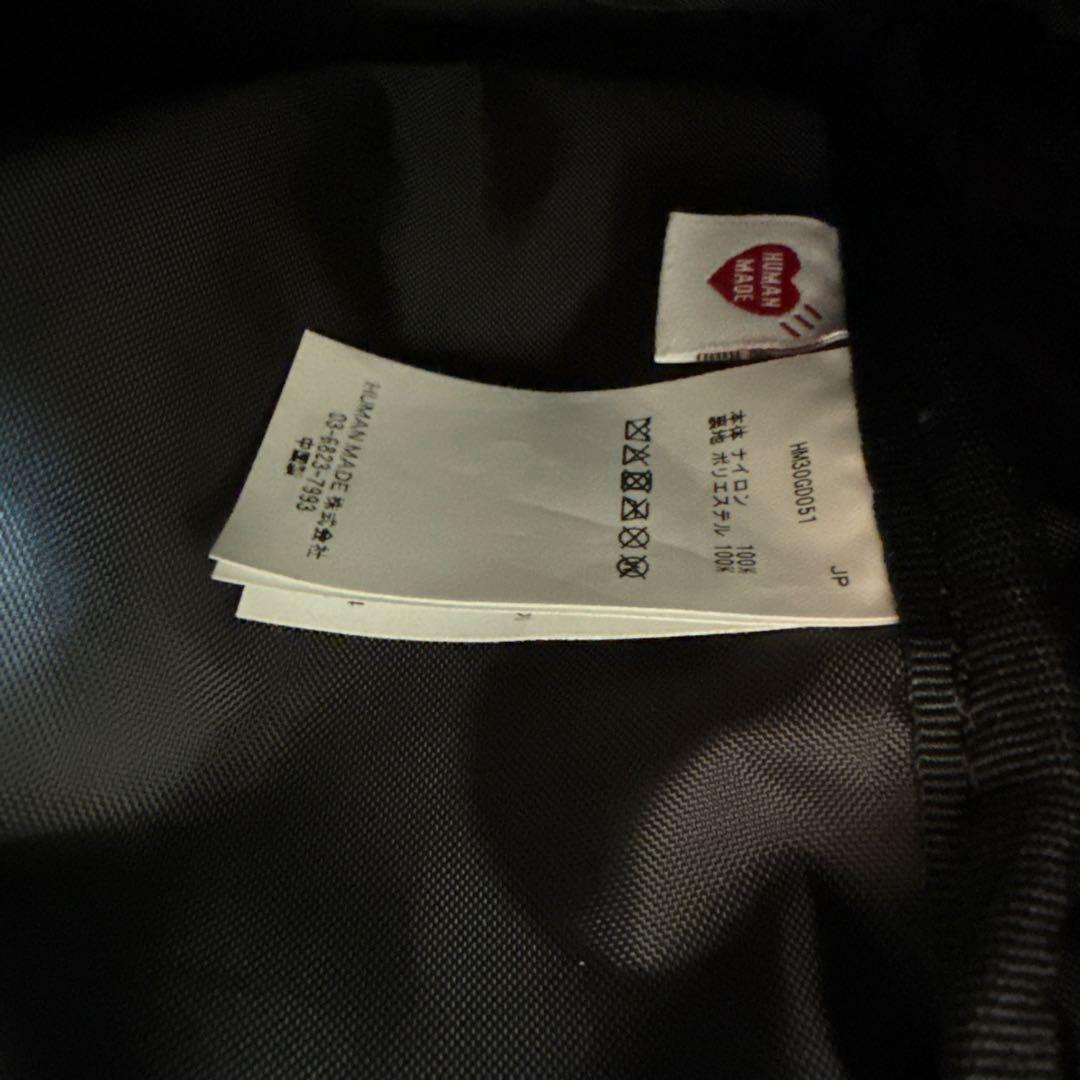 HUMAN
MADE
JP
HM30GD051
本体 ナイロン 100%
裏地 ポリエステル 100%
HUMAN MADE 株式会社
03-6823-7993
中国製